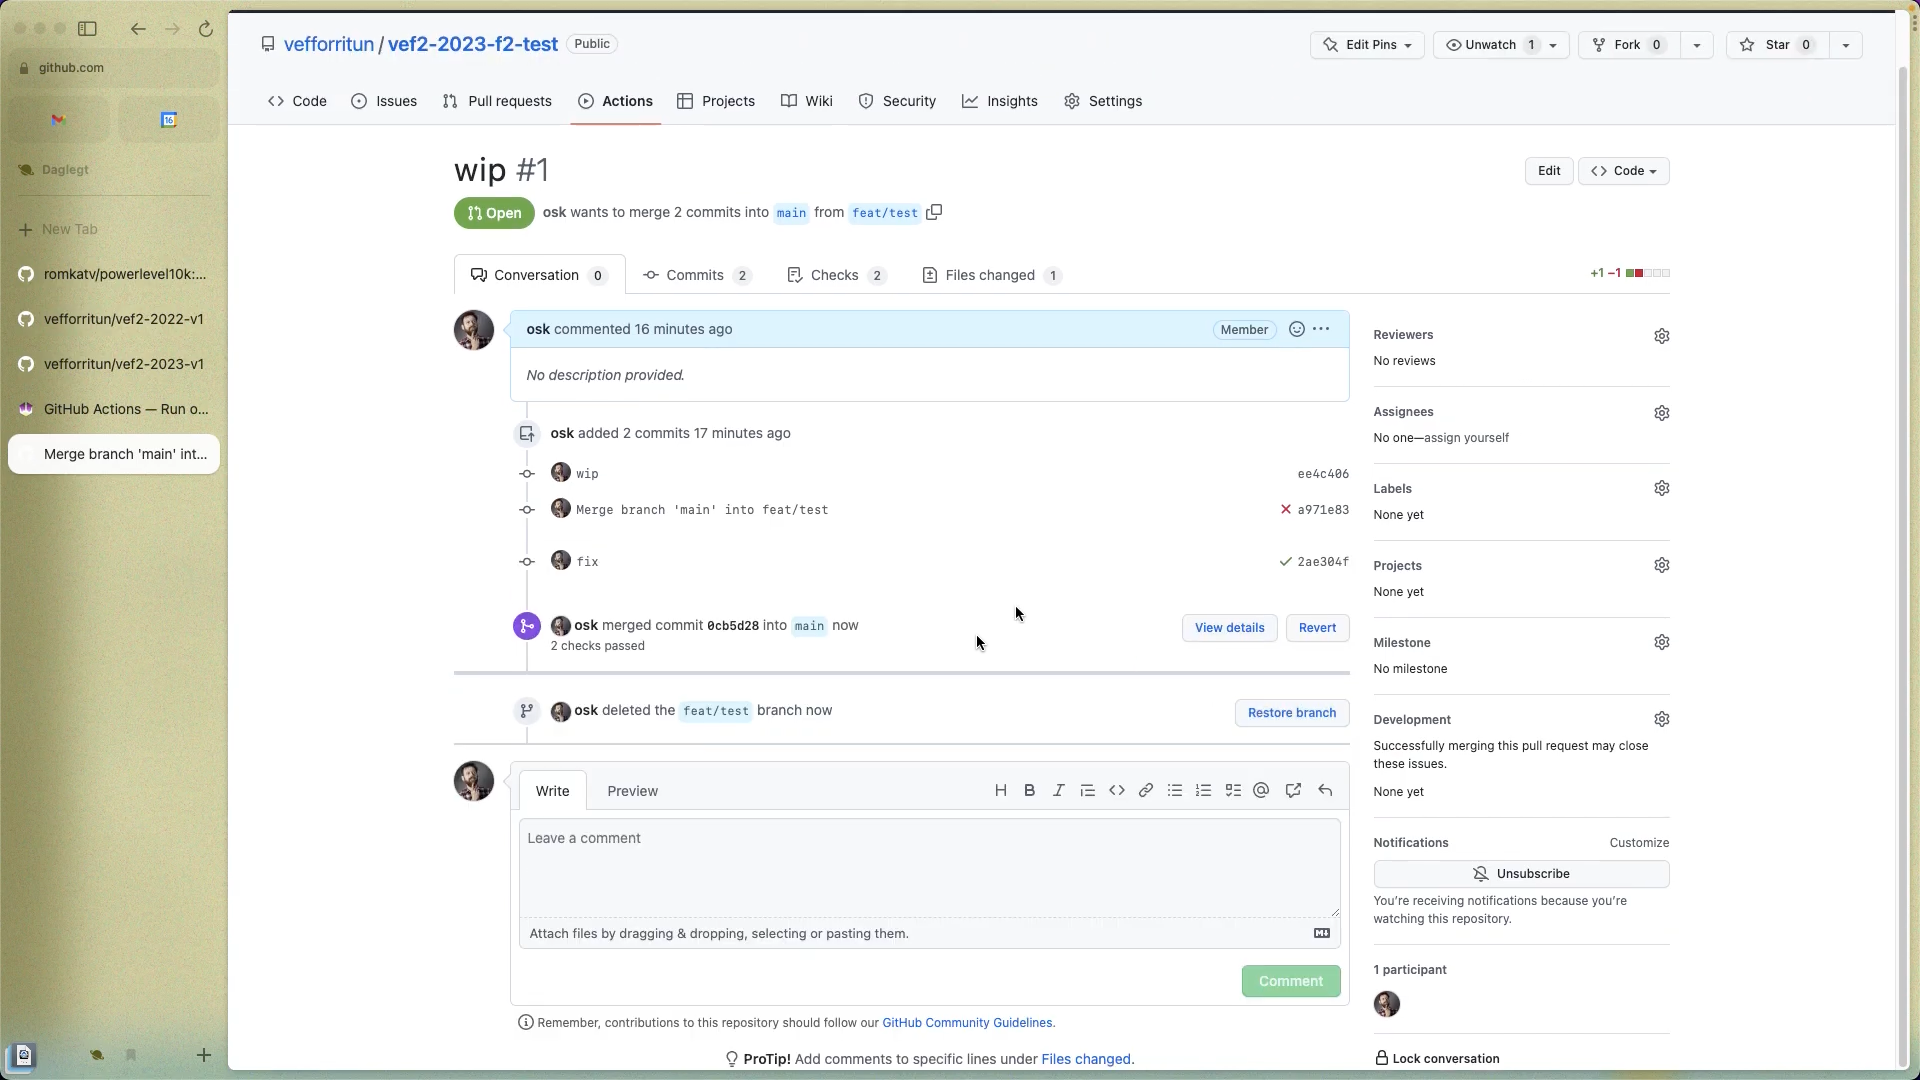 github.com
16
Daglegt
New Tab
romkatv/powerlevel10k:...
vefforritun/vef2-2022-v1
vefforritun/vef2-2023-v1
GitHub Actions — Run o...
Merge branch 'main' int...
vefforritun / vef2-2023-f2-test Public
Edit Pins
Unwatch 1
Fork 0
Star 0
Code
Issues
Pull requests
Actions
Projects
Wiki
Security
Insights
Settings
wip #1
Edit
Code
Open osk wants to merge 2 commits into main from feat/test
Conversation 0
Commits 2
Checks 2
Files changed 1
+1 −1
osk commented 16 minutes ago
Member
No description provided.
osk added 2 commits 17 minutes ago
wip ee4c406
Merge branch 'main' into feat/test a971e83
fix 2ae304f
osk merged commit 0cb5d28 into main now
2 checks passed
View details
Revert
osk deleted the feat/test branch now
Restore branch
Write
Preview
Leave a comment
Attach files by dragging & dropping, selecting or pasting them.
Comment
Remember, contributions to this repository should follow our GitHub Community Guidelines.
ProTip! Add comments to specific lines under Files changed.
Reviewers
No reviews
Assignees
No one—assign yourself
Labels
None yet
Projects
None yet
Milestone
No milestone
Development
Successfully merging this pull request may close
these issues.
None yet
Notifications
Customize
Unsubscribe
You're receiving notifications because you're
watching this repository.
1 participant
Lock conversation